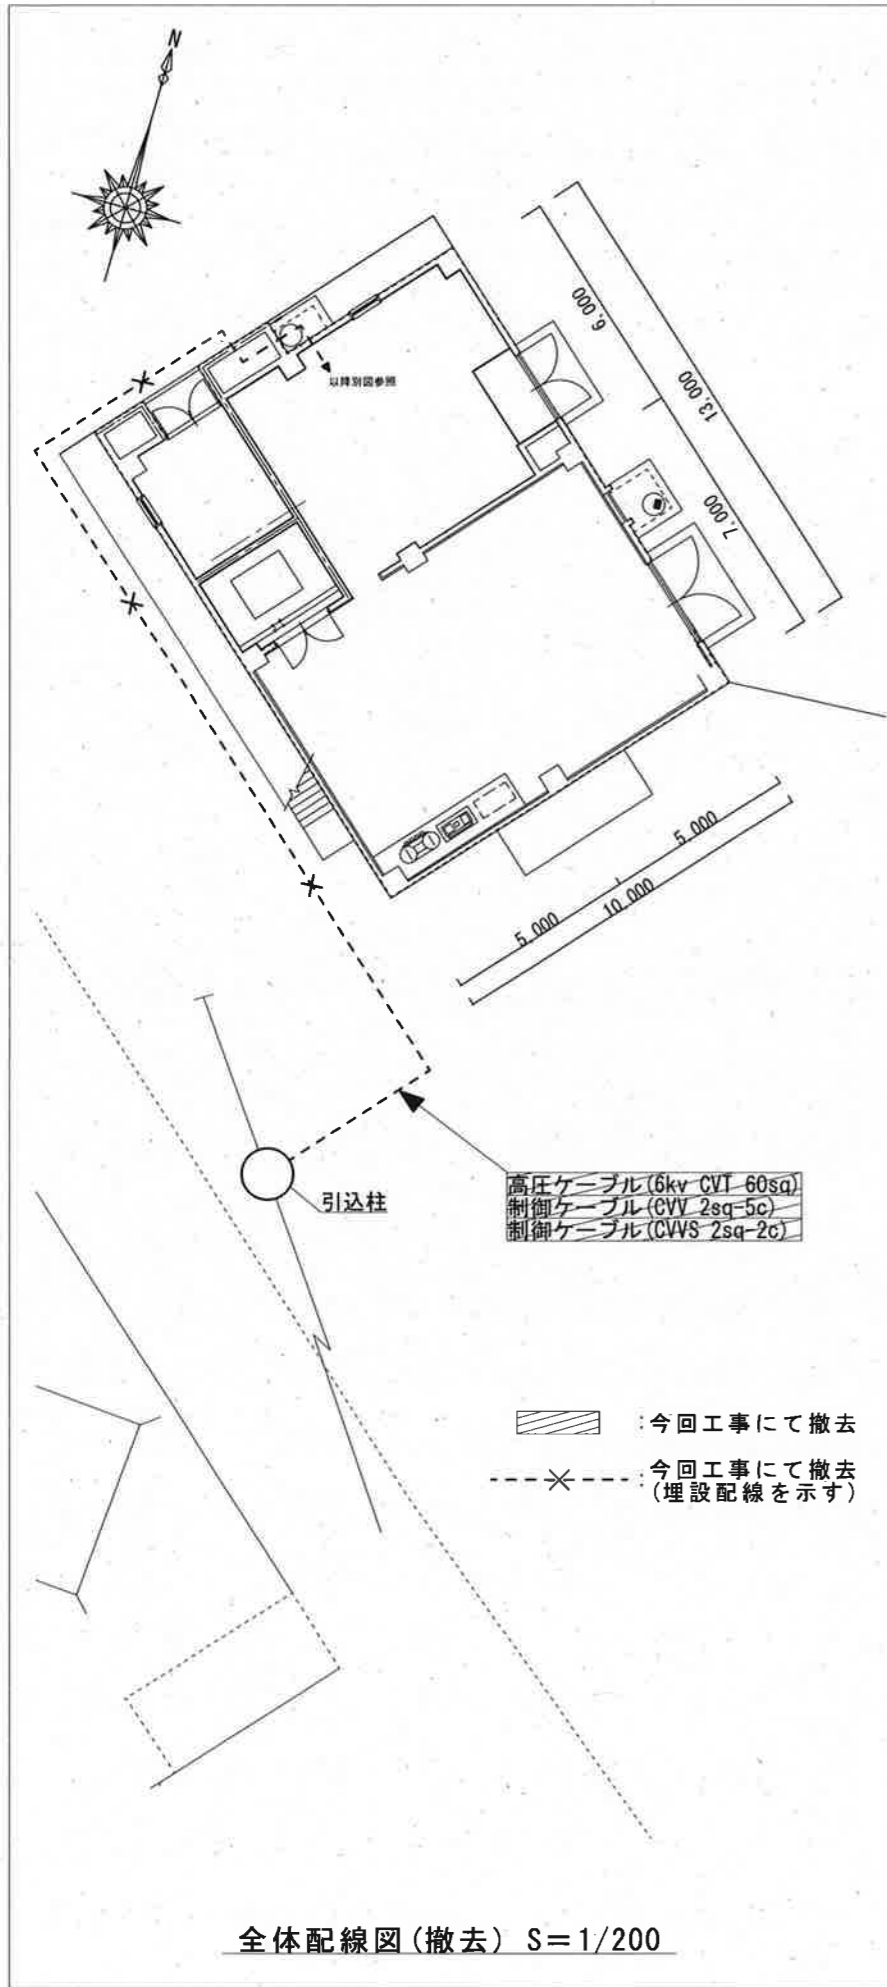 N
以降別図参照
6,000
13,000
7,000
5,000
5,000
10,000
引込柱
高圧ケーブル(6kv CVT 60sq)
制御ケーブル(CVV 2sq-5c)
制御ケーブル(CVVS 2sq-2c)
:今回工事にて撤去
:今回工事にて撤去
(埋設配線を示す)
全体配線図(撤去) S=1/200